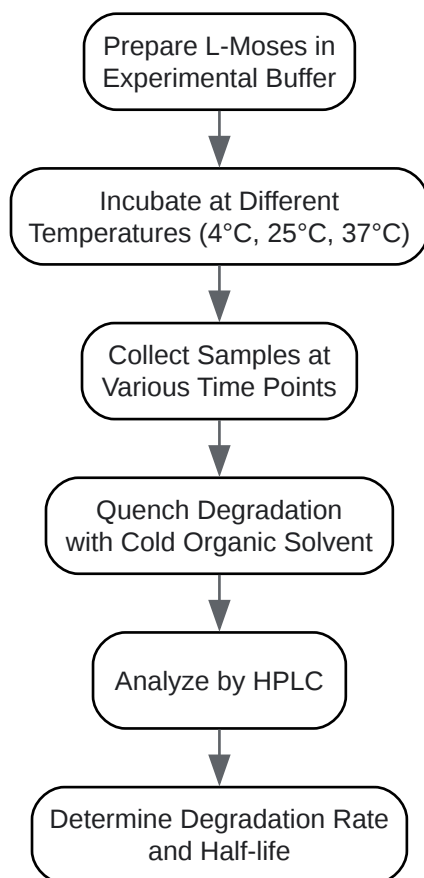 Prepare L-Moses in
Experimental Buffer
Incubate at Different
Temperatures (4°C, 25°C, 37°C)
Collect Samples at
Various Time Points
Quench Degradation
with Cold Organic Solvent
Analyze by HPLC
Determine Degradation Rate
and Half-life